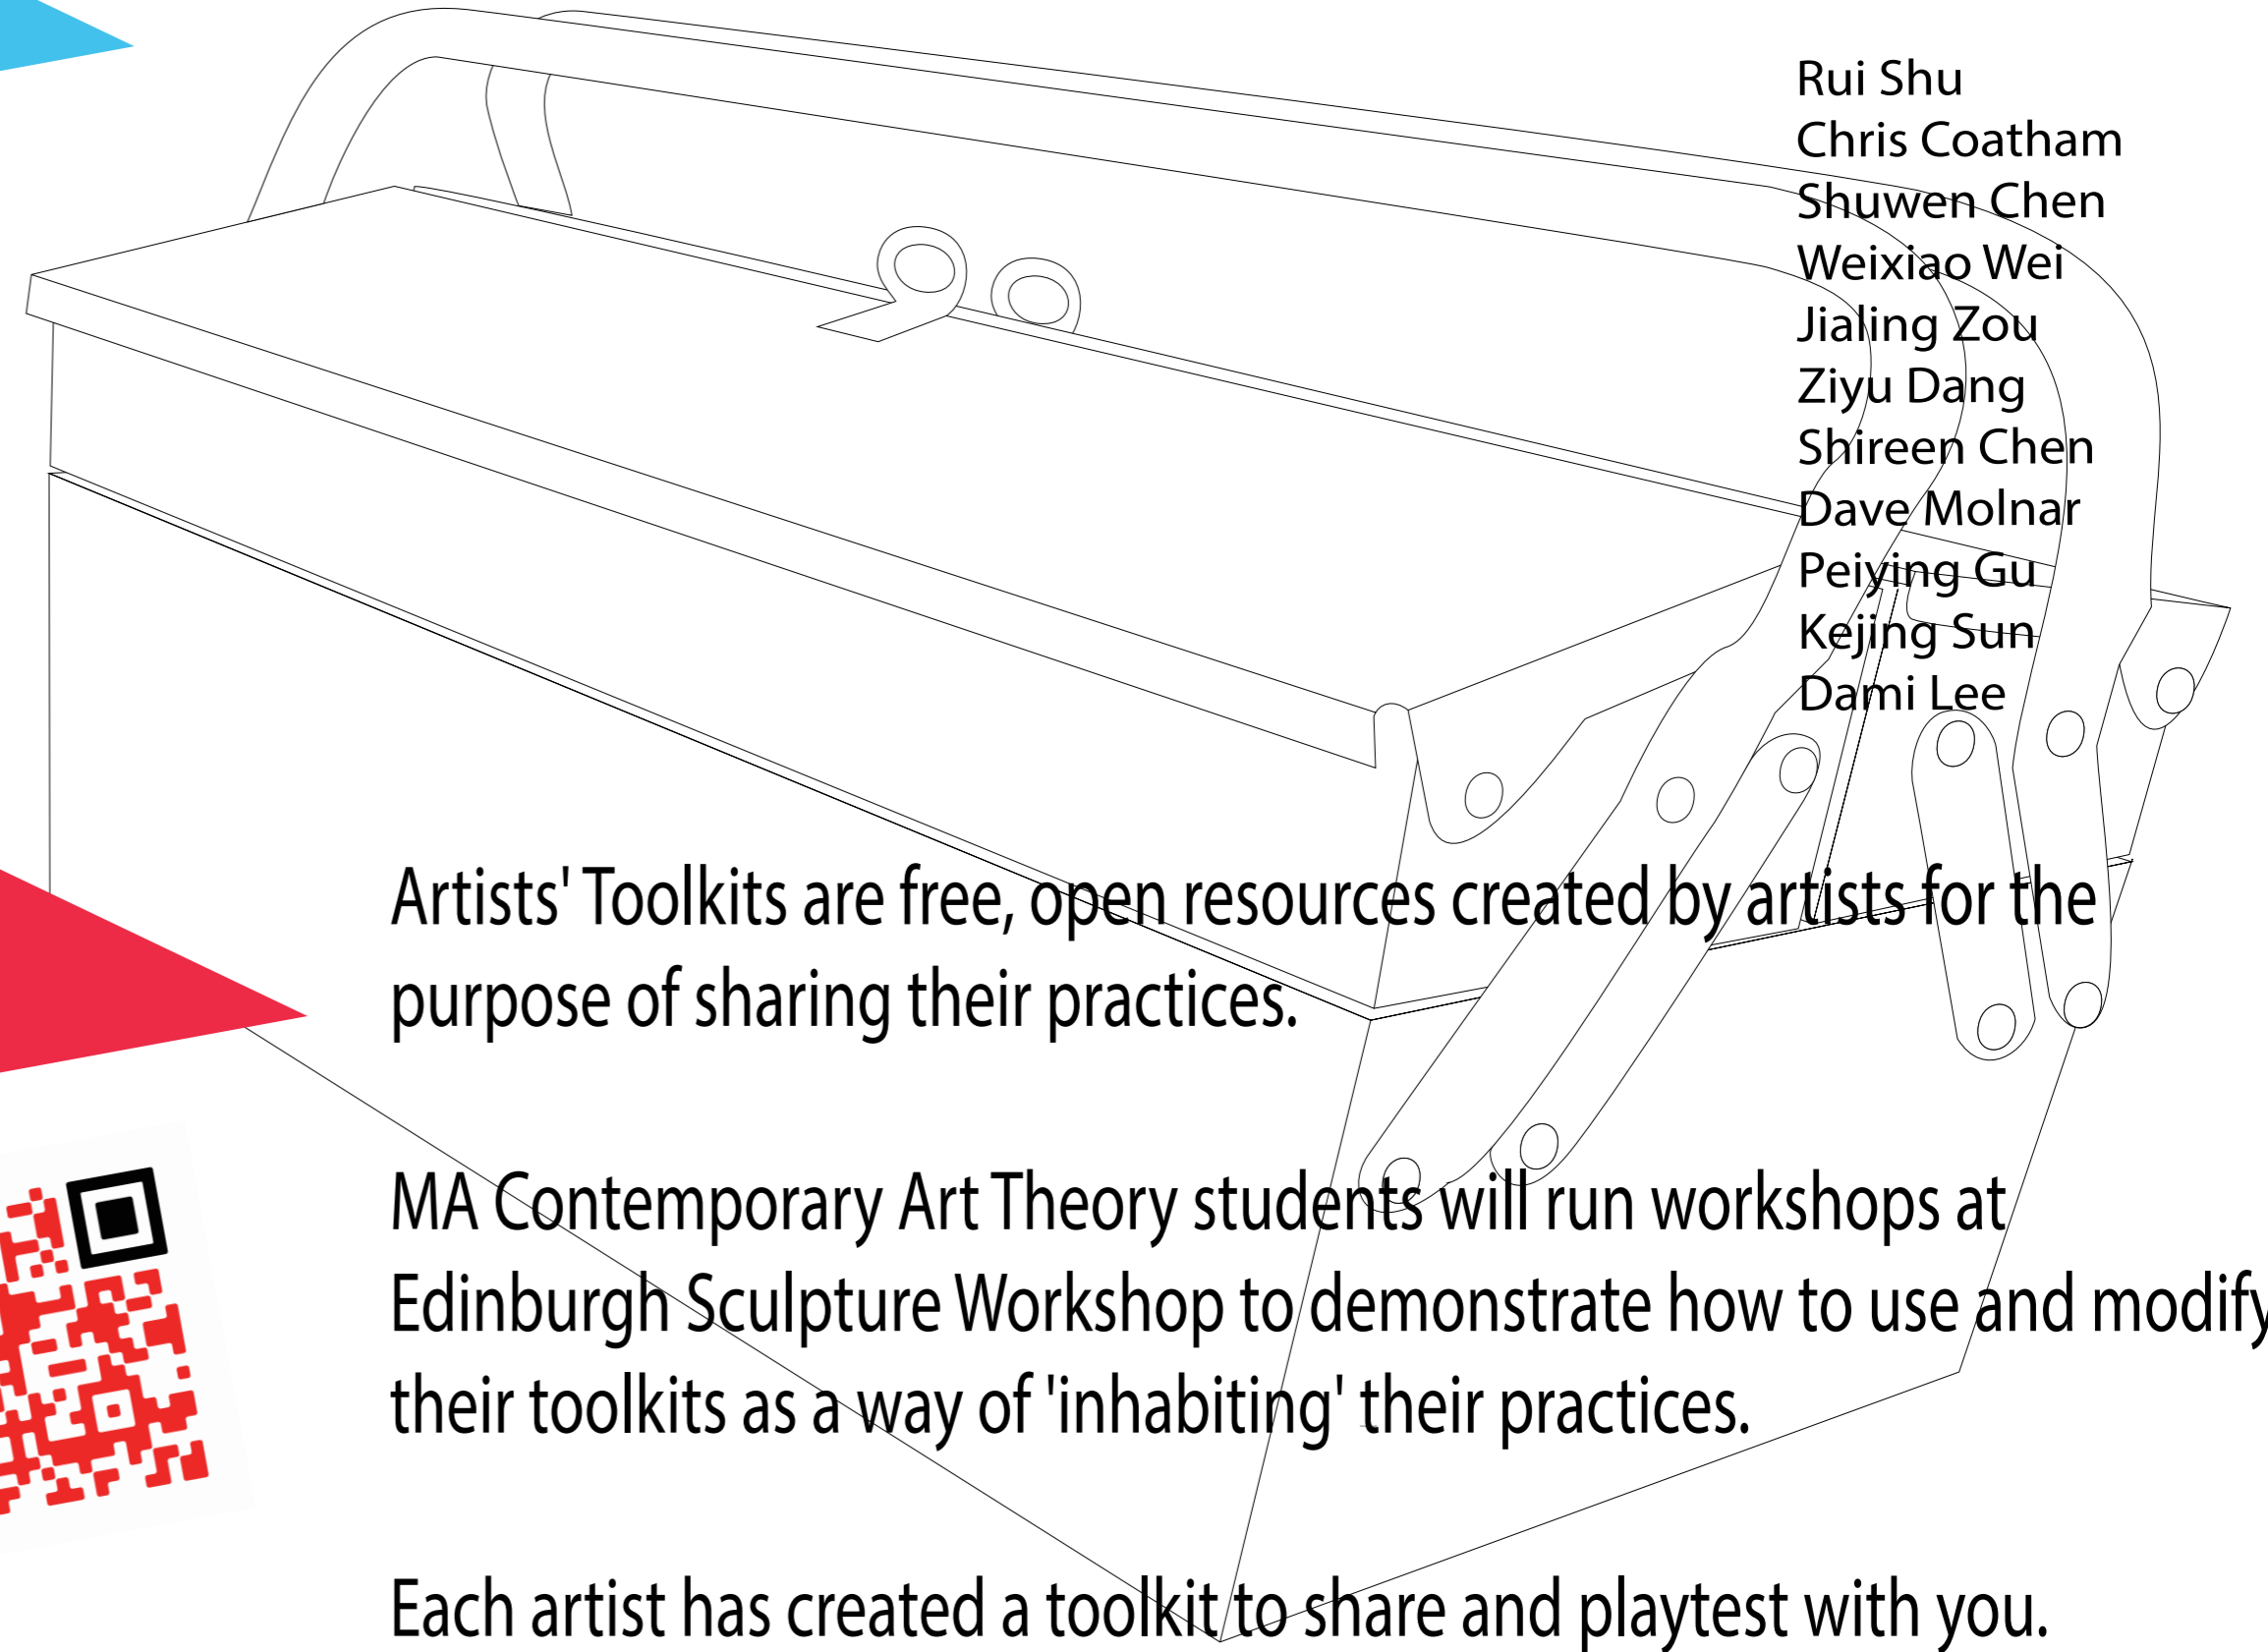 Rui Shu
Chris Coatham
Shuwen Chen
Weixiao Wei
Jialing Zou
Ziyu Dang
Shireen Chen
Dave Molnar
Peiying Gu
Kejing Sun
Dami Lee
Artists' Toolkits are free, open resources created by artists for the
purpose of sharing their practices.
MA Contemporary Art Theory students will run workshops at
Edinburgh Sculpture Workshop to demonstrate how to use and modify
their toolkits as a way of 'inhabiting' their practices.
Each artist has created a toolkit to share and playtest with you.